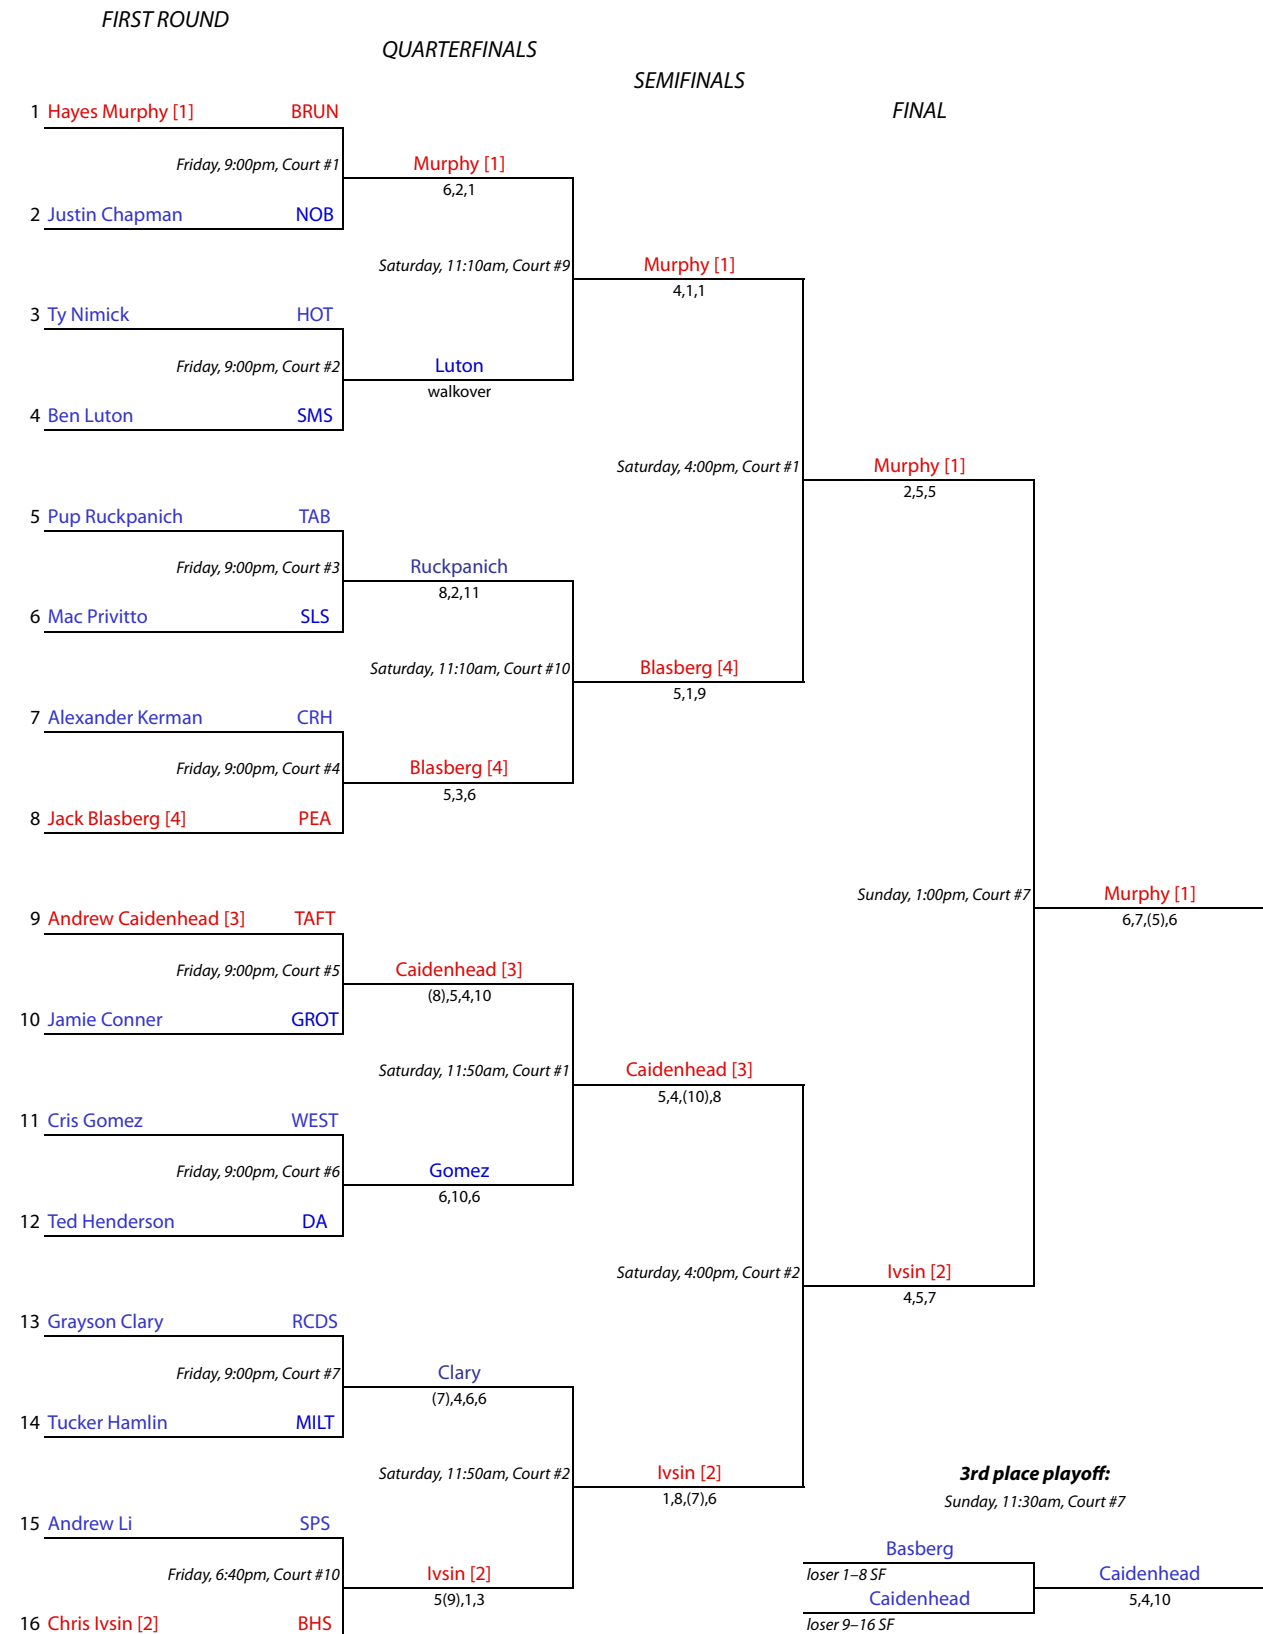 FIRST ROUND
QUARTERFINALS
SEMIFINALS
FINAL
1 Hayes Murphy [1] BRUN
Friday, 9:00pm, Court #1
Murphy [1]
6,2,1
2 Justin Chapman NOB
Saturday, 11:10am, Court #9
Murphy [1]
4,1,1
3 Ty Nimick HOT
Friday, 9:00pm, Court #2
Luton
walkover
4 Ben Luton SMS
Saturday, 4:00pm, Court #1
Murphy [1]
2,5,5
5 Pup Ruckpanich TAB
Friday, 9:00pm, Court #3
Ruckpanich
8,2,11
6 Mac Privitto SLS
Saturday, 11:10am, Court #10
Blasberg [4]
5,1,9
7 Alexander Kerman CRH
Friday, 9:00pm, Court #4
Blasberg [4]
5,3,6
8 Jack Blasberg [4] PEA
Sunday, 1:00pm, Court #7
Murphy [1]
6,7,(5),6
9 Andrew Caidenhead [3] TAFT
Friday, 9:00pm, Court #5
Caidenhead [3]
(8),5,4,10
10 Jamie Conner GROT
Saturday, 11:50am, Court #1
Caidenhead [3]
5,4,(10),8
11 Cris Gomez WEST
Friday, 9:00pm, Court #6
Gomez
6,10,6
12 Ted Henderson DA
Saturday, 4:00pm, Court #2
Ivsin [2]
4,5,7
13 Grayson Clary RCDS
Friday, 9:00pm, Court #7
Clary
(7),4,6,6
14 Tucker Hamlin MILT
Saturday, 11:50am, Court #2
Ivsin [2]
1,8,(7),6
3rd place playoff:
Sunday, 11:30am, Court #7
15 Andrew Li SPS
Friday, 6:40pm, Court #10
Ivsin [2]
5(9),1,3
16 Chris Ivsin [2] BHS
Basberg
loser 1–8 SF
Caidenhead
5,4,10
Caidenhead
loser 9–16 SF